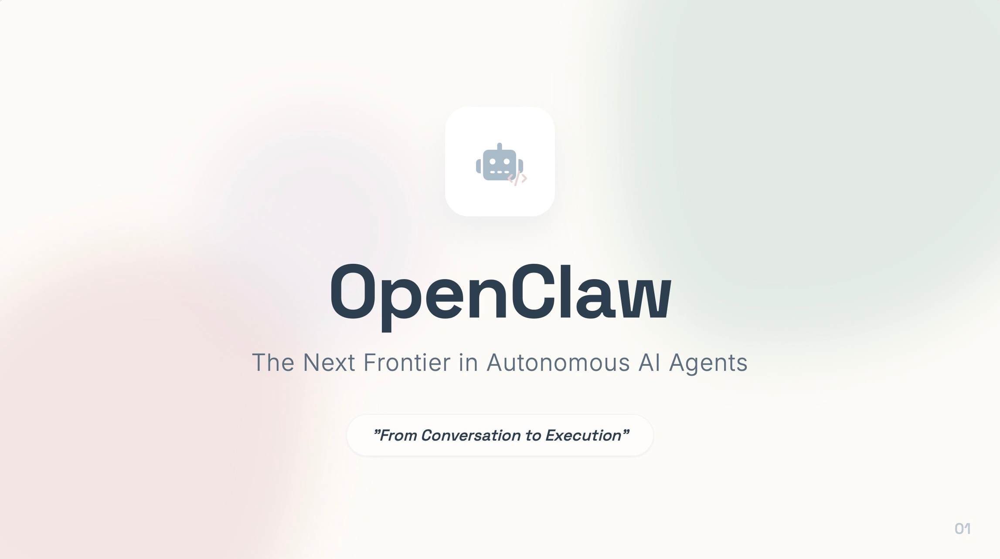 OpenClaw
The Next Frontier in Autonomous AI Agents
”From Conversation to Execution”
01